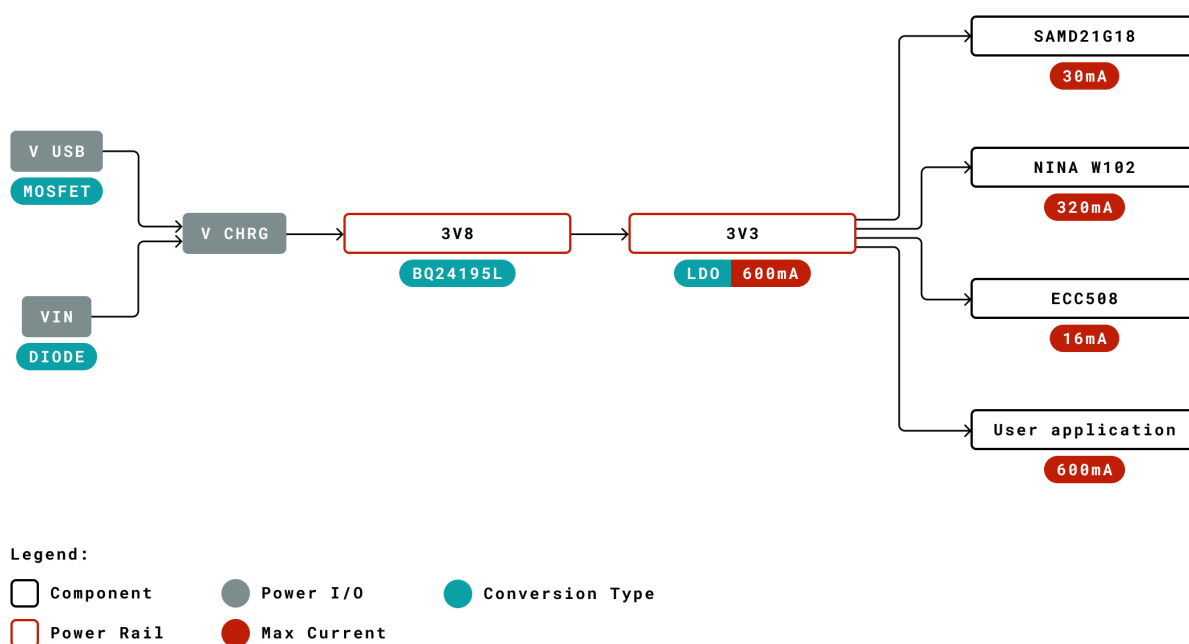 SAMD21G18
30mA
V USB
MOSFET
NINA W102
320mA
V CHRG
3V8
BQ24195L
3V3
LDO 600mA
VIN
DIODE
ECC508
16mA
User application
600mA
Legend:
Component
Power I/O
Conversion Type
Power Rail
Max Current